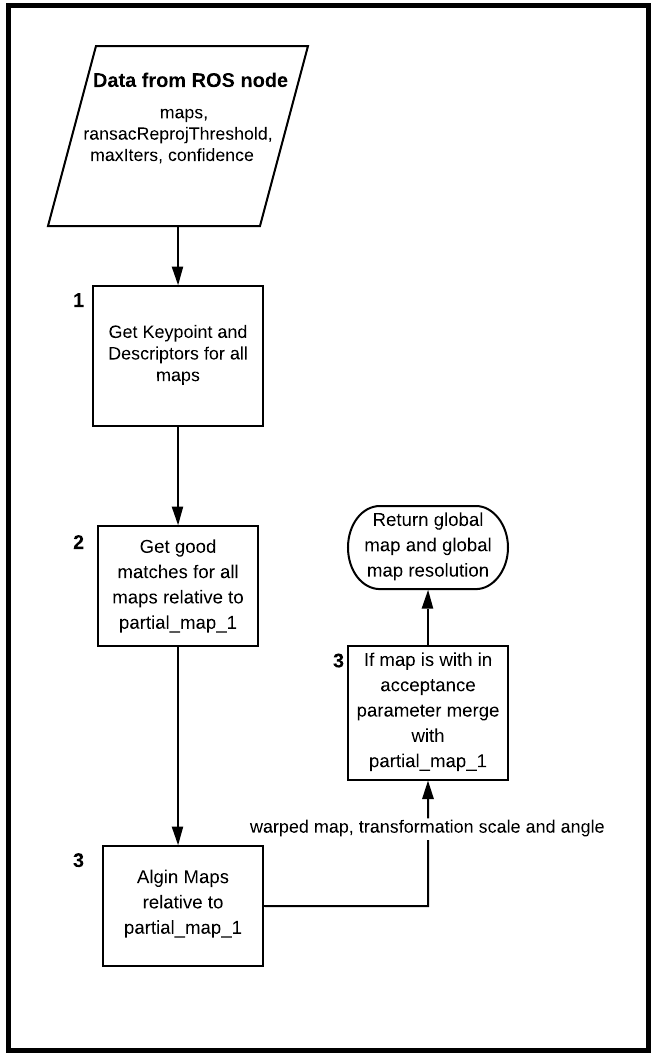 Data from ROS node
maps,
ransacReprojThreshold,
maxIters, confidence
1
Get Keypoint and
Descriptors for all
maps
2
Get good
matches for all
maps relative to
partial_map_1
3
Algin Maps
relative to
partial_map_1
warped map, transformation scale and angle
3
If map is with in
acceptance
parameter merge
with
partial_map_1
Return global
map and global
map resolution